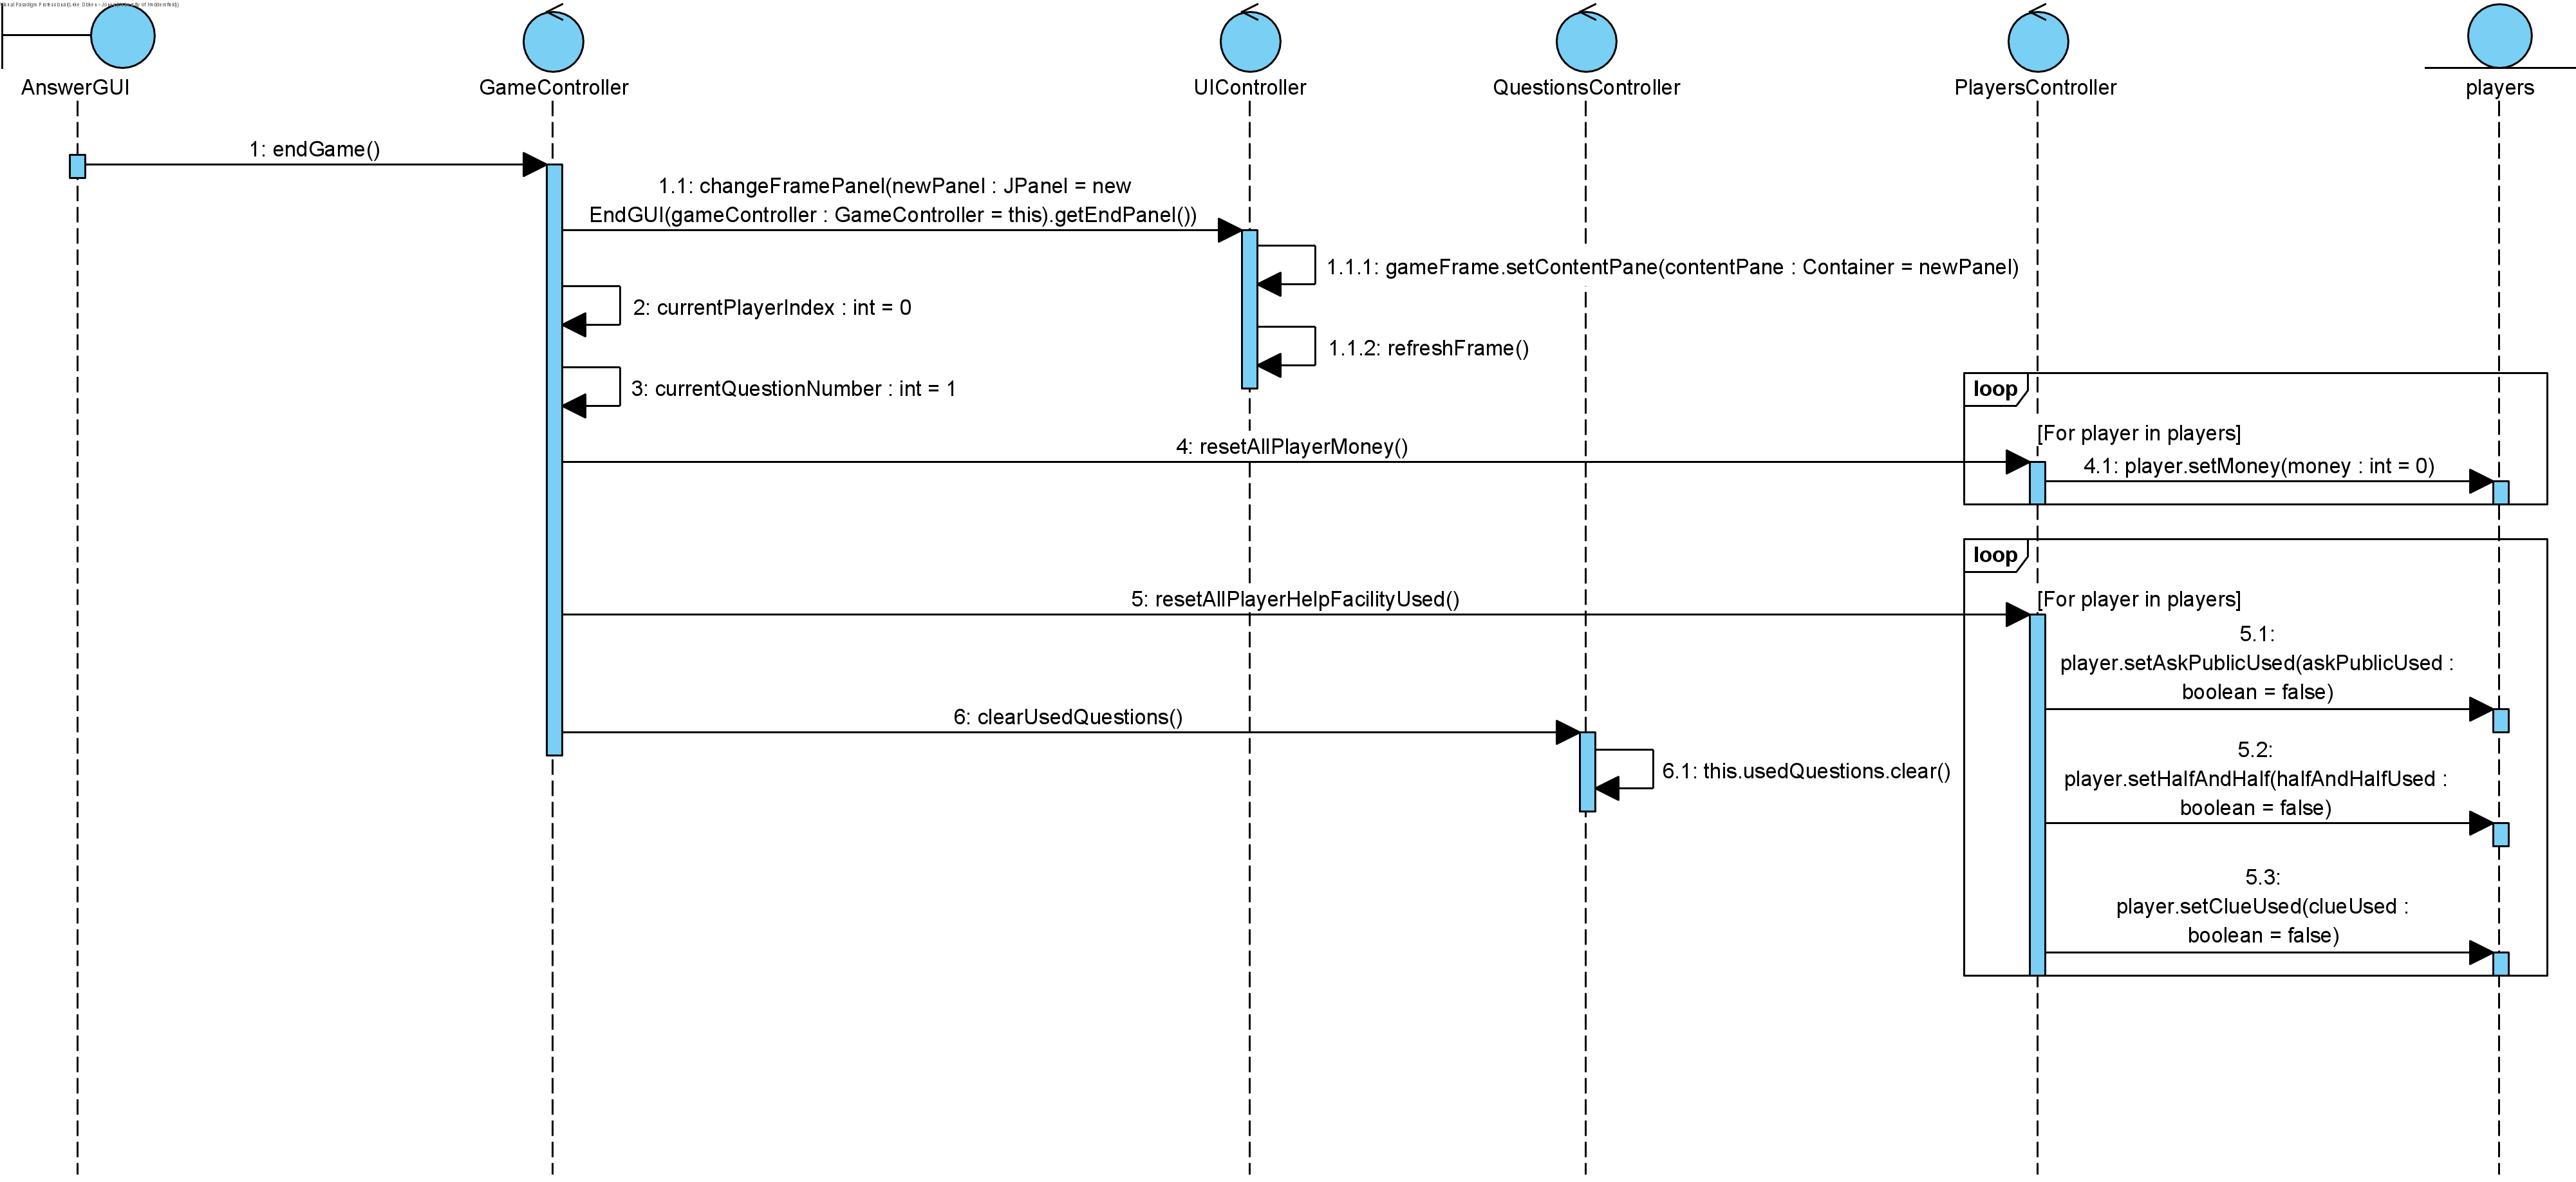 AnswerGUI
GameController
UIController
QuestionsController
PlayersController
players
1: endGame()
1.1: changeFramePanel(newPanel : JPanel = new
EndGUI(gameController : GameController = this).getEndPanel())
1.1.1: gameFrame.setContentPane(contentPane : Container = newPanel)
2: currentPlayerIndex : int = 0
1.1.2: refreshFrame()
3: currentQuestionNumber : int = 1
loop
[For player in players]
4: resetAllPlayerMoney()
4.1: player.setMoney(money : int = 0)
loop
5: resetAllPlayerHelpFacilityUsed()
[For player in players]
5.1:
player.setAskPublicUsed(askPublicUsed :
boolean = false)
6: clearUsedQuestions()
5.2:
player.setHalfAndHalf(halfAndHalfUsed :
boolean = false)
6.1: this.usedQuestions.clear()
5.3:
player.setClueUsed(clueUsed :
boolean = false)